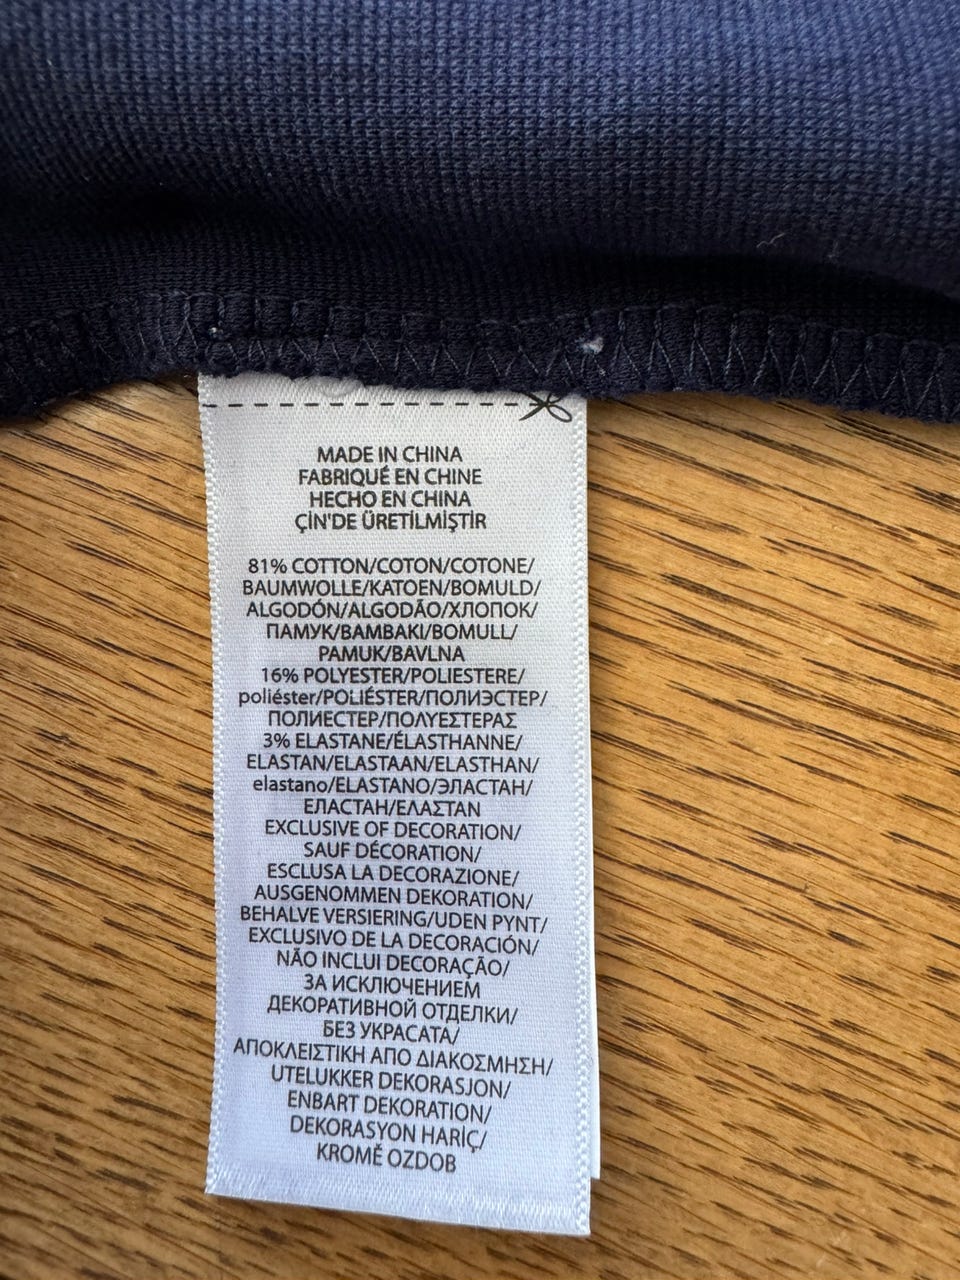 MADE IN CHINA
FABRIQUÉ EN CHINE
HECHO EN CHINA
ÇİN'DE ÜRETİLMİŞTİR
81% COTTON/COTON/COTONE/
BAUMWOLLE/KATOEN/BOMULD/
ALGODÓN/ALGODÃO/ХЛОПОК/
ПАМУК/ΒΑΜΒΑΚΙ/BOMULL/
PAMUK/BAVLNA
16% POLYESTER/POLIESTERE/
poliéster/POLIÉSTER/ПОЛИЭСТЕР/
ПОЛИЕСТЕР/ΠΟΛΥΕΣΤΕΡΑΣ
3% ELASTANE/ÉLASTHANNE/
ELASTAN/ELASTAAN/ELASTHAN/
elastano/ELASTANO/ЭЛАСТАН/
ЕЛАСТАН/ΕΛΑΣΤΑΝ
EXCLUSIVE OF DECORATION/
SAUF DÉCORATION/
ESCLUSA LA DECORAZIONE/
AUSGENOMMEN DEKORATION/
BEHALVE VERSIERING/UDEN PYNT/
EXCLUSIVO DE LA DECORACIÓN/
NÃO INCLUI DECORAÇÃO/
ЗА ИСКЛЮЧЕНИЕМ
ДЕКОРАТИВНОЙ ОТДЕЛКИ/
БЕЗ УКРАСАТА/
ΑΠΟΚΛΕΙΣΤΙΚΗ ΑΠΟ ΔΙΑΚΟΣΜΗΣΗ/
UTELUKKER DEKORASJON/
ENBART DEKORATION/
DEKORASYON HARİÇ/
KROMĚ OZDOB